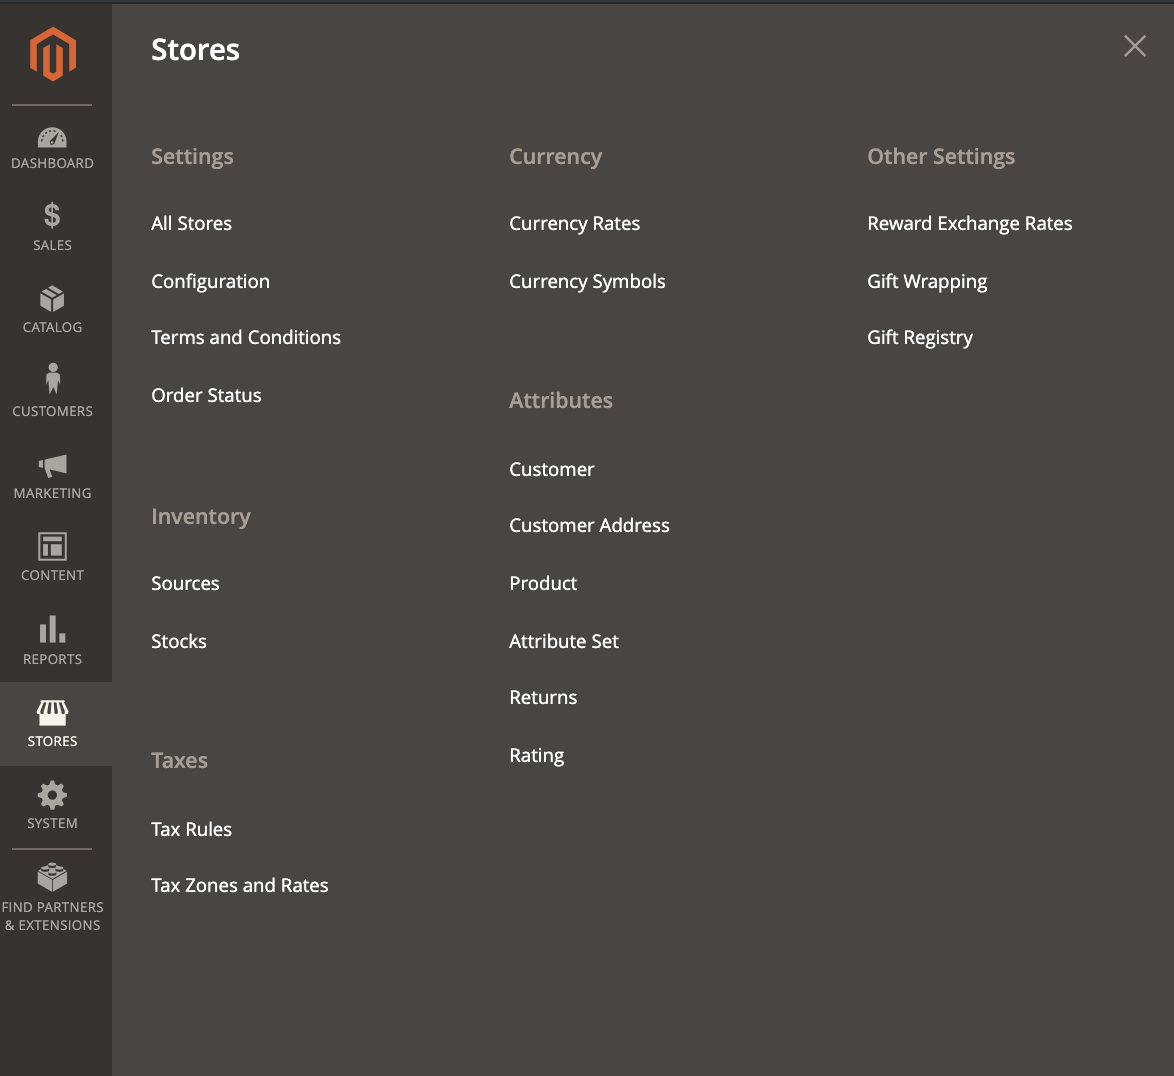 DASHBOARD
SALES
CATALOG
CUSTOMERS
MARKETING
CONTENT
REPORTS
STORES
SYSTEM
FIND PARTNERS
& EXTENSIONS
Stores
Settings
All Stores
Configuration
Terms and Conditions
Order Status
Inventory
Sources
Stocks
Taxes
Tax Rules
Tax Zones and Rates
Currency
Currency Rates
Currency Symbols
Attributes
Customer
Customer Address
Product
Attribute Set
Returns
Rating
Other Settings
Reward Exchange Rates
Gift Wrapping
Gift Registry